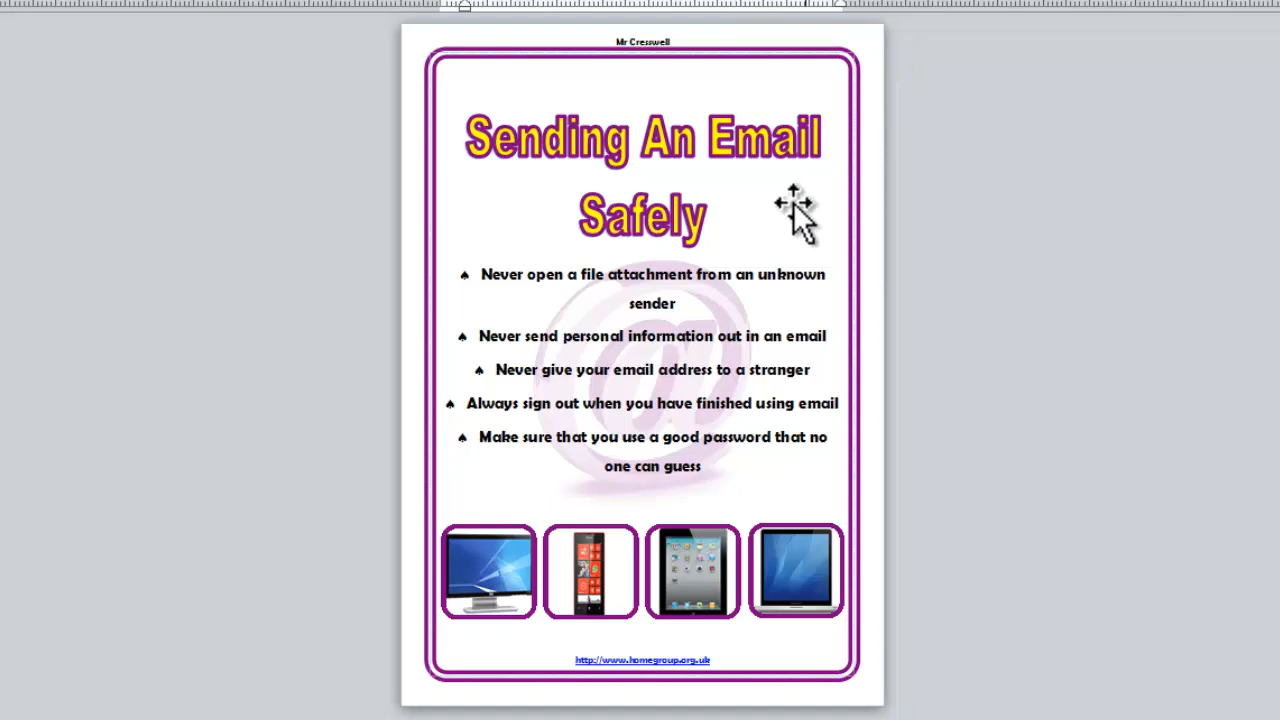 Mr Cresswell
Sending An Email
Safely
♠ Never open a file attachment from an unknown
sender
♠ Never send personal information out in an email
♠ Never give your email address to a stranger
♠ Always sign out when you have finished using email
♠ Make sure that you use a good password that no
one can guess
http://www.homegroup.org.uk